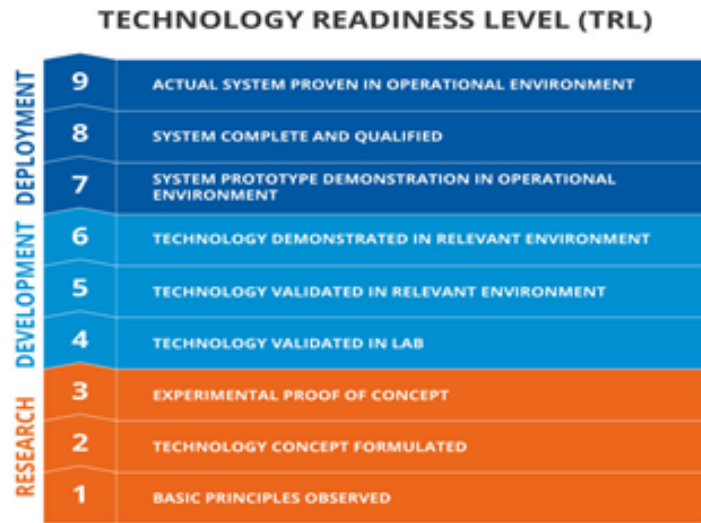 TECHNOLOGY READINESS LEVEL (TRL)
DEPLOYMENT
9 ACTUAL SYSTEM PROVEN IN OPERATIONAL ENVIRONMENT
8 SYSTEM COMPLETE AND QUALIFIED
7 SYSTEM PROTOTYPE DEMONSTRATION IN OPERATIONAL
ENVIRONMENT
DEVELOPMENT
6 TECHNOLOGY DEMONSTRATED IN RELEVANT ENVIRONMENT
5 TECHNOLOGY VALIDATED IN RELEVANT ENVIRONMENT
4 TECHNOLOGY VALIDATED IN LAB
RESEARCH
3 EXPERIMENTAL PROOF OF CONCEPT
2 TECHNOLOGY CONCEPT FORMULATED
1 BASIC PRINCIPLES OBSERVED